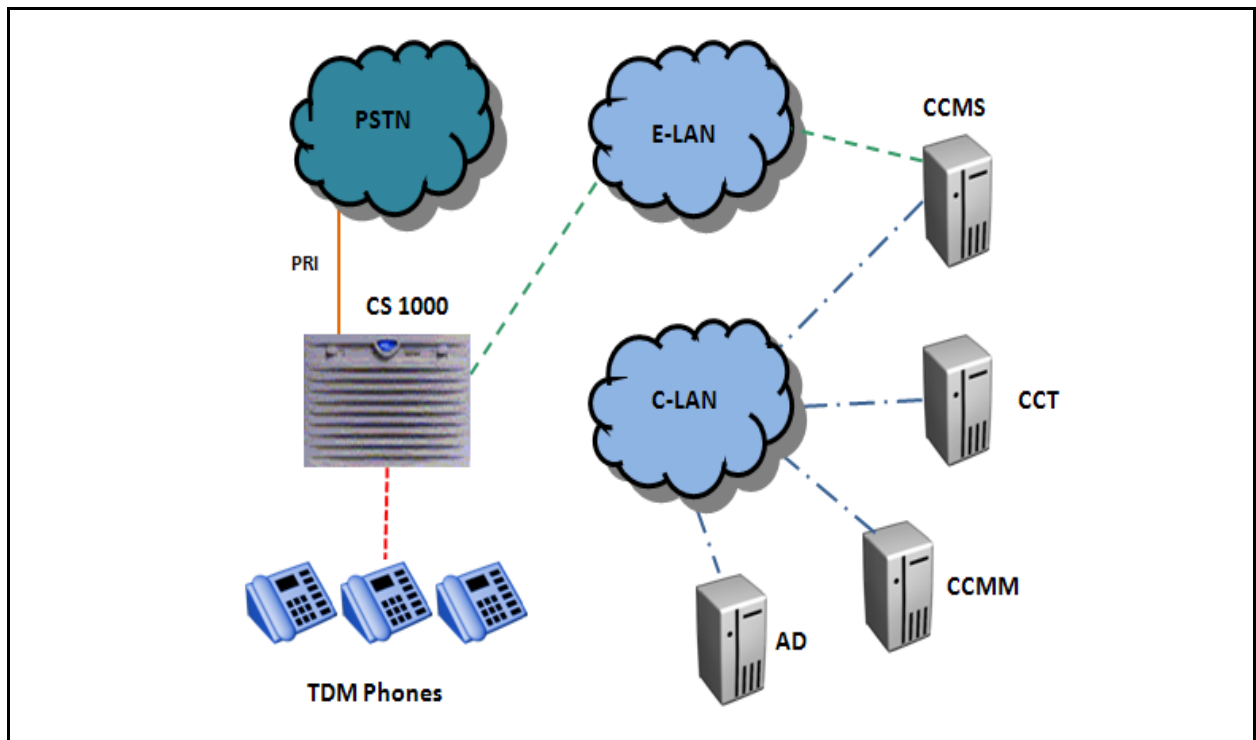 PSTN
E-LAN
CCMS
PRI
CS 1000
C-LAN
CCT
CCMM
AD
TDM Phones